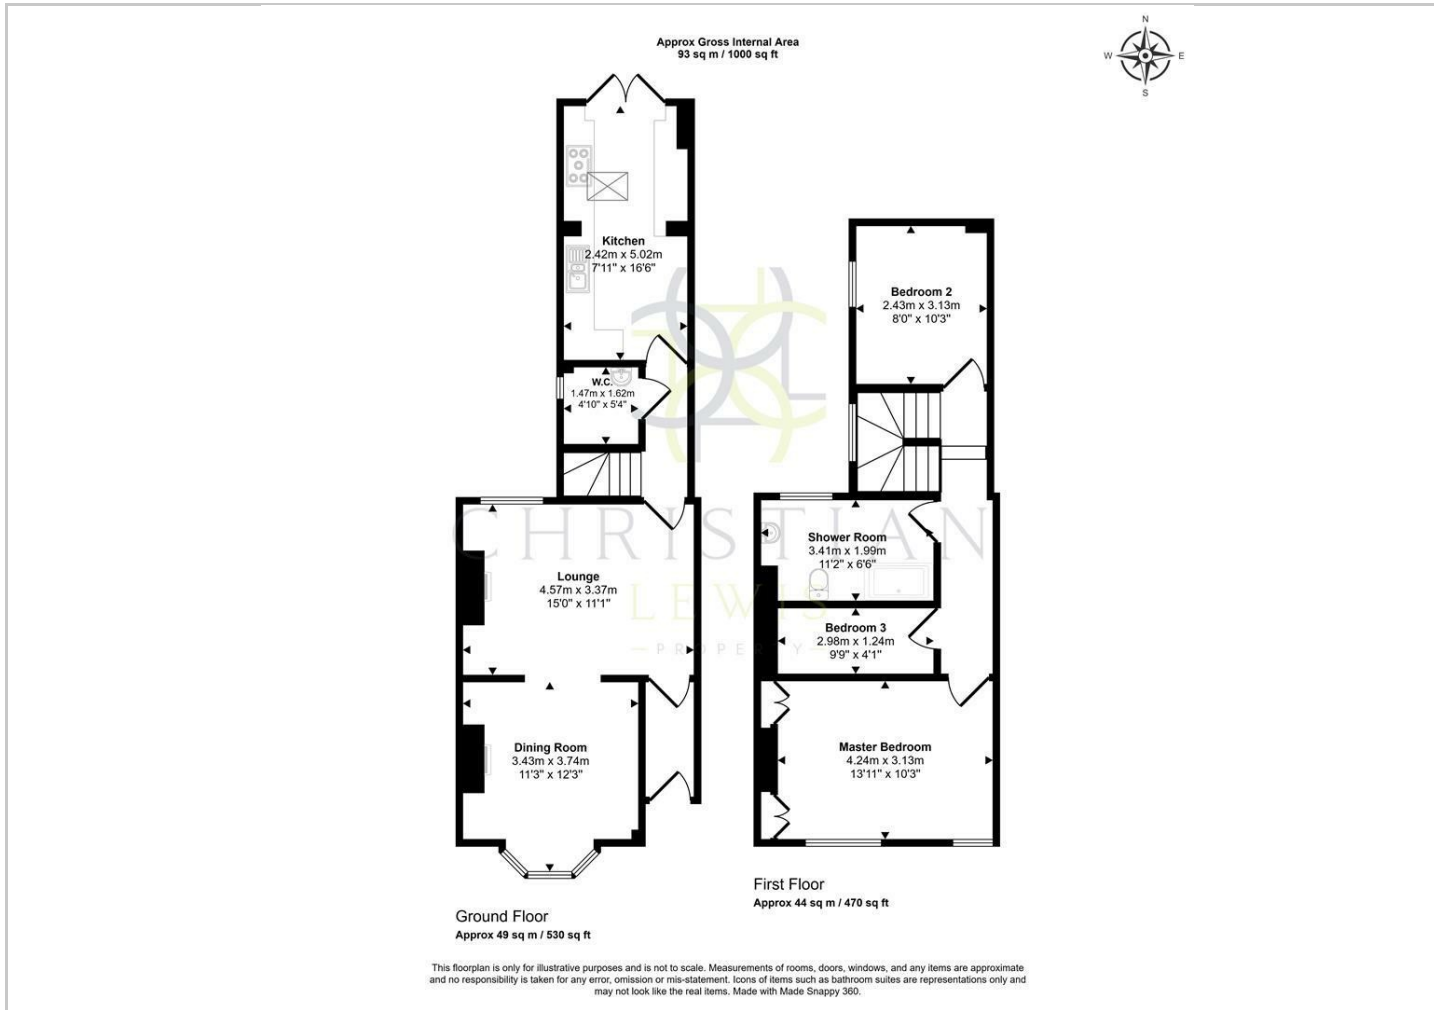 Approx Gross Internal Area
93 sq m / 1000 sq ft
N
W
E
S
Kitchen
2.42m x 5.02m
7'11" x 16'6"
W.C.
1.47m x 1.62m
4'10" x 5'4"
Lounge
4.57m x 3.37m
15'0" x 11'1"
Dining Room
3.43m x 3.74m
11'3" x 12'3"
Ground Floor
Approx 49 sq m / 530 sq ft
Bedroom 2
2.43m x 3.13m
8'0" x 10'3"
Shower Room
3.41m x 1.99m
11'2" x 6'6"
Bedroom 3
2.98m x 1.24m
9'9" x 4'1"
Master Bedroom
4.24m x 3.13m
13'11" x 10'3"
First Floor
Approx 44 sq m / 470 sq ft
CHRISTIAN
LEWIS
PROPERTY
This floorplan is only for illustrative purposes and is not to scale. Measurements of rooms, doors, windows, and any items are approximate
and no responsibility is taken for any error, omission or mis-statement. Icons of items such as bathroom suites are representations only and
may not look like the real items. Made with Made Snappy 360.